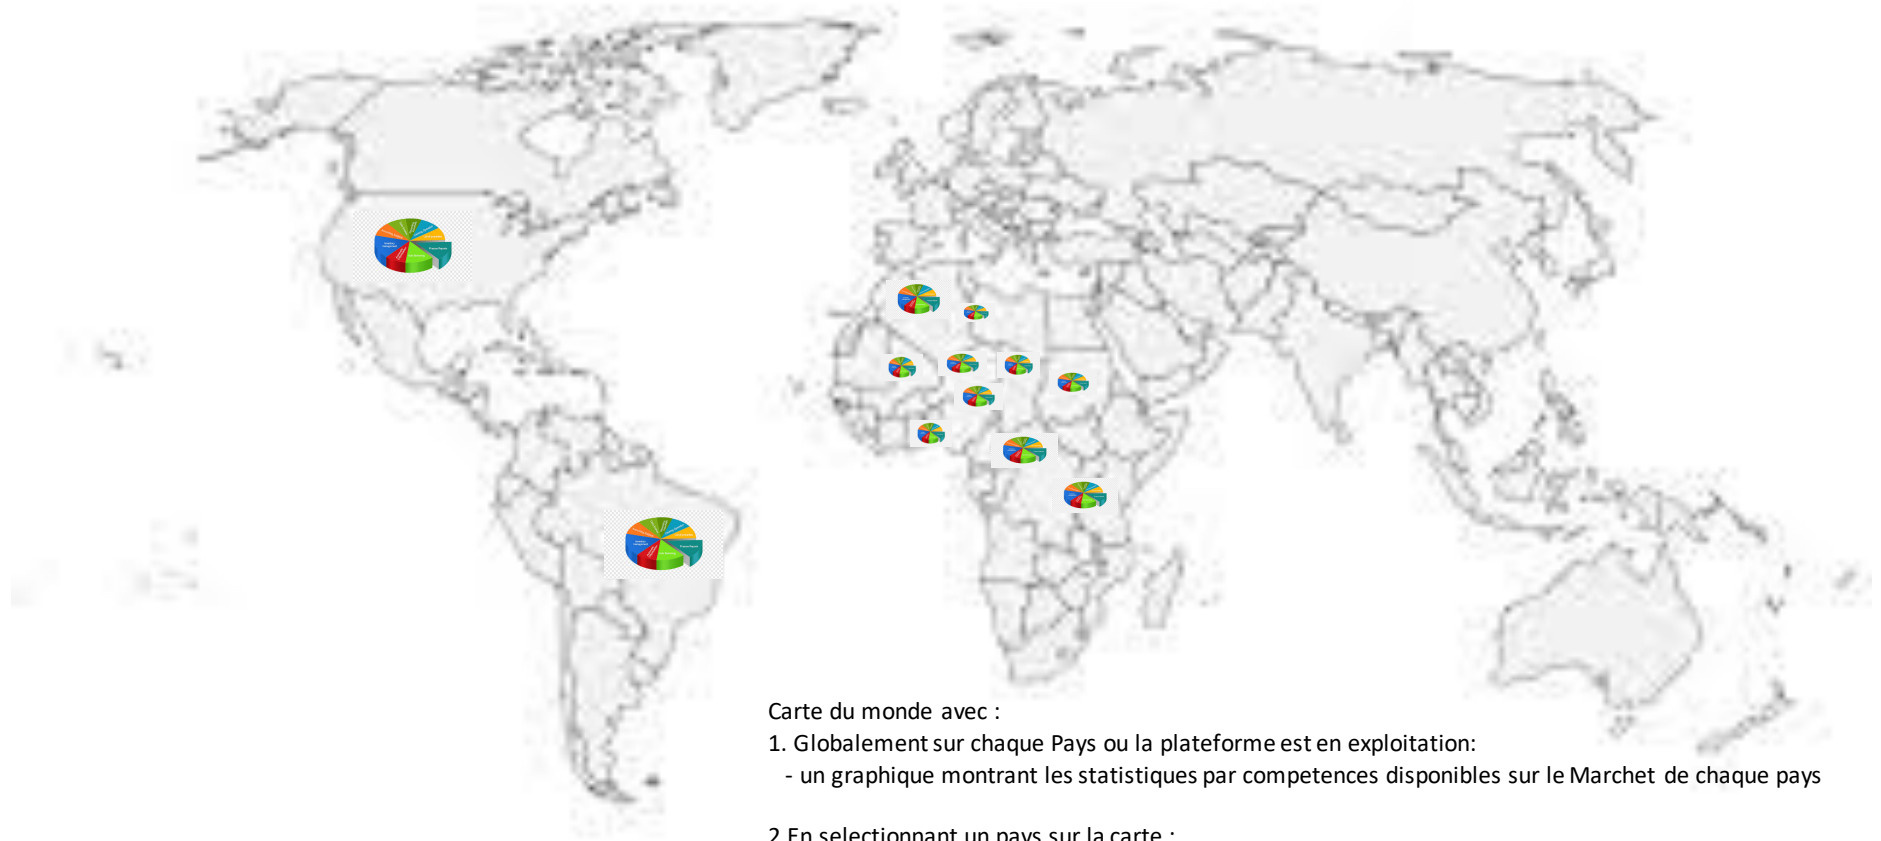 Carte du monde avec :
1. Globalement sur chaque Pays ou la plateforme est en exploitation:
- un graphique montrant les statistiques par competences disponibles sur le Marchet de chaque pays
2 En selectionnant un pays sur la carte :